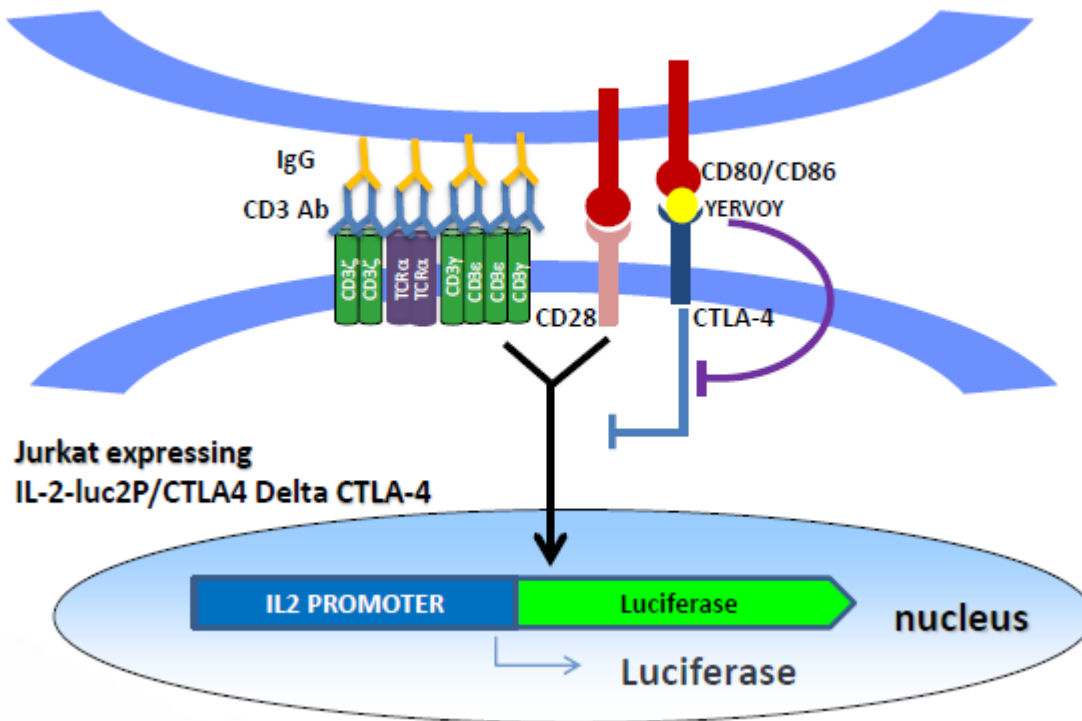 IgG
CD3 Ab
CD80/CD86
YERVOY
CD3ζ
CD3ζ
TCRα
TCRα
CD3γ
CD3ε
CD3ε
CD3γ
CD28
CTLA-4
Jurkat expressing
IL-2-luc2P/CTLA4 Delta CTLA-4
IL2 PROMOTER
Luciferase
nucleus
Luciferase